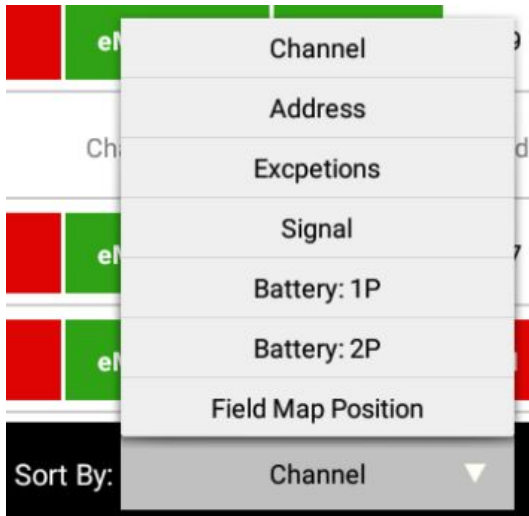 Channel
Address
Excpetions
Signal
Battery: 1P
Battery: 2P
Field Map Position
Sort By: Channel